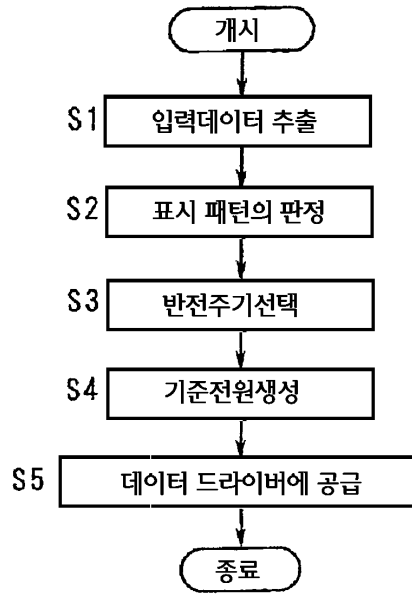 개시
S1 입력데이터 추출
S2 표시 패턴의 판정
S3 반전주기선택
S4 기준전원생성
S5 데이터 드라이버에 공급
종료